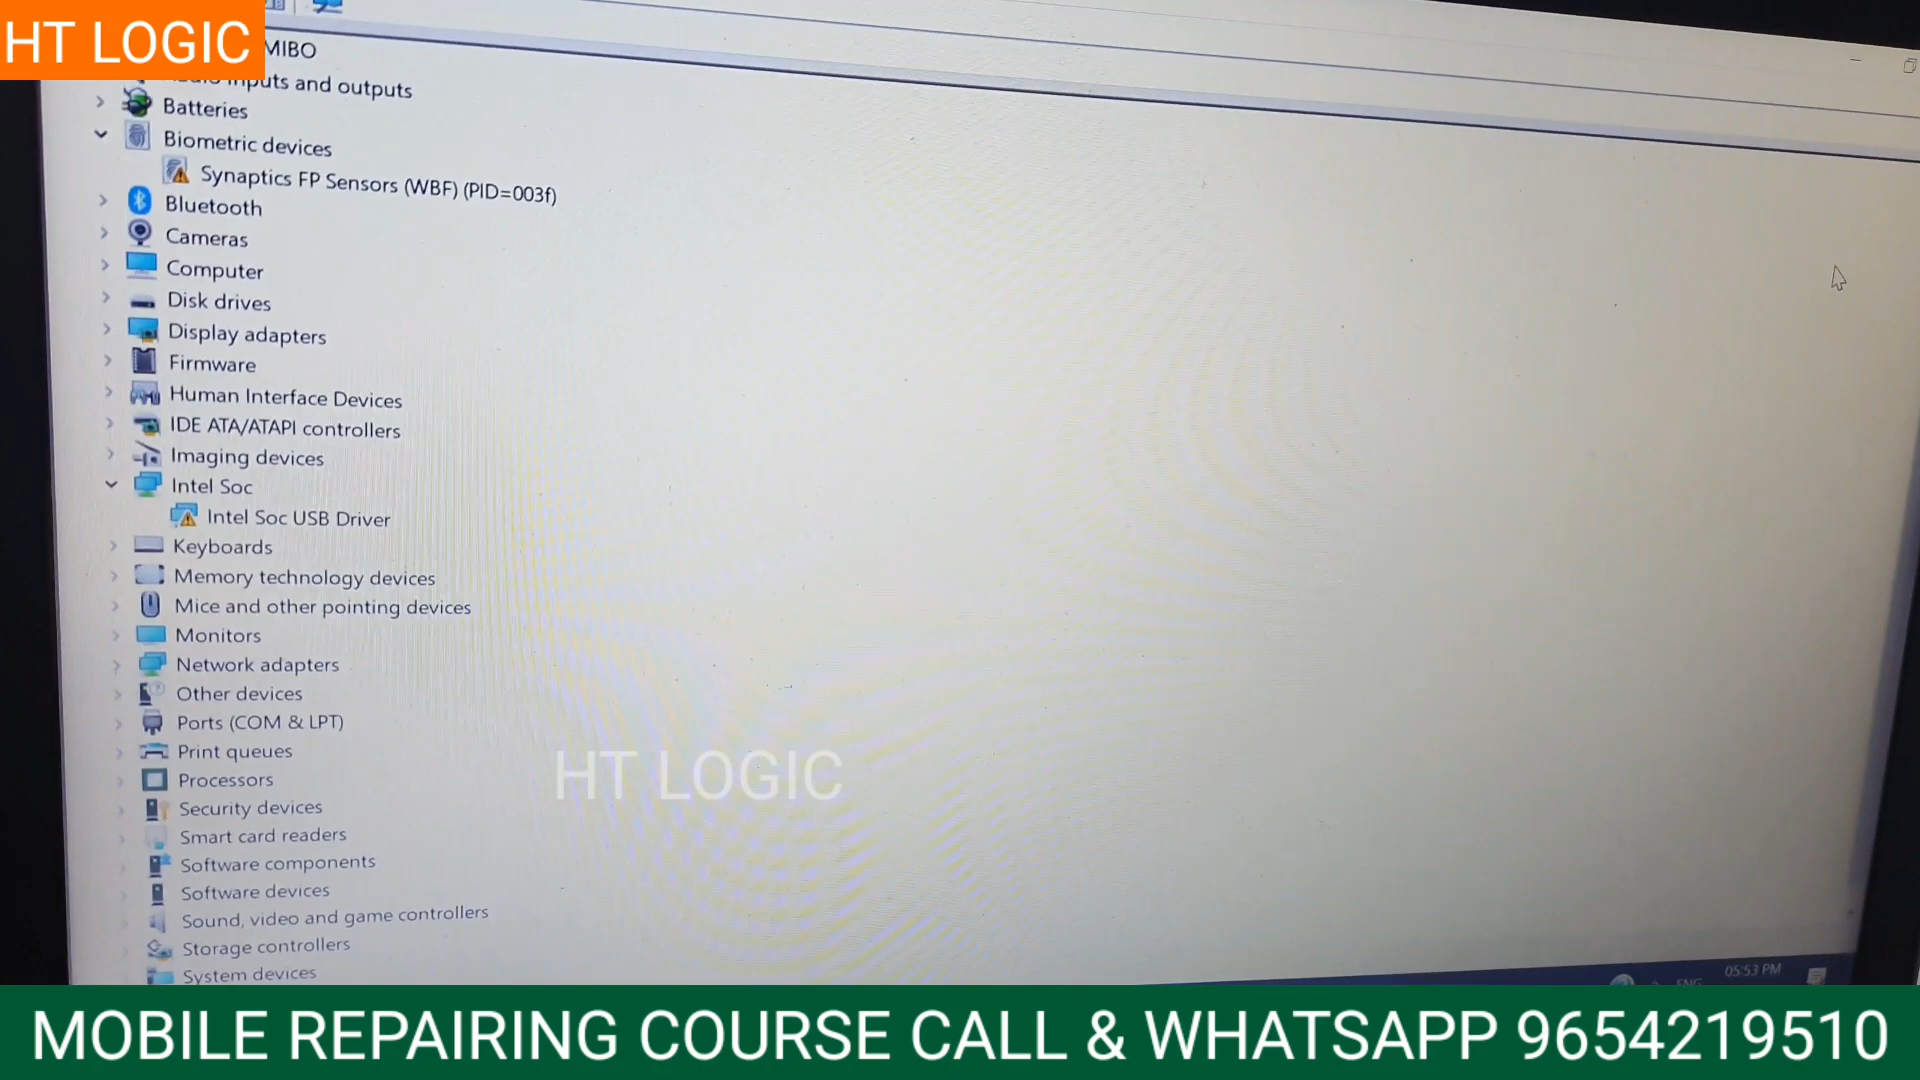 HT LOGIC
MIBO
Audio inputs and outputs
Batteries
Biometric devices
Synaptics FP Sensors (WBF) (PID=003f)
Bluetooth
Cameras
Computer
Disk drives
Display adapters
Firmware
Human Interface Devices
IDE ATA/ATAPI controllers
Imaging devices
Intel Soc
Intel Soc USB Driver
Keyboards
Memory technology devices
Mice and other pointing devices
Monitors
Network adapters
Other devices
Ports (COM & LPT)
Print queues
Processors
Security devices
Smart card readers
Software components
Software devices
Sound, video and game controllers
Storage controllers
System devices
HT LOGIC
ENG
05:53 PM
MOBILE REPAIRING COURSE CALL & WHATSAPP 9654219510